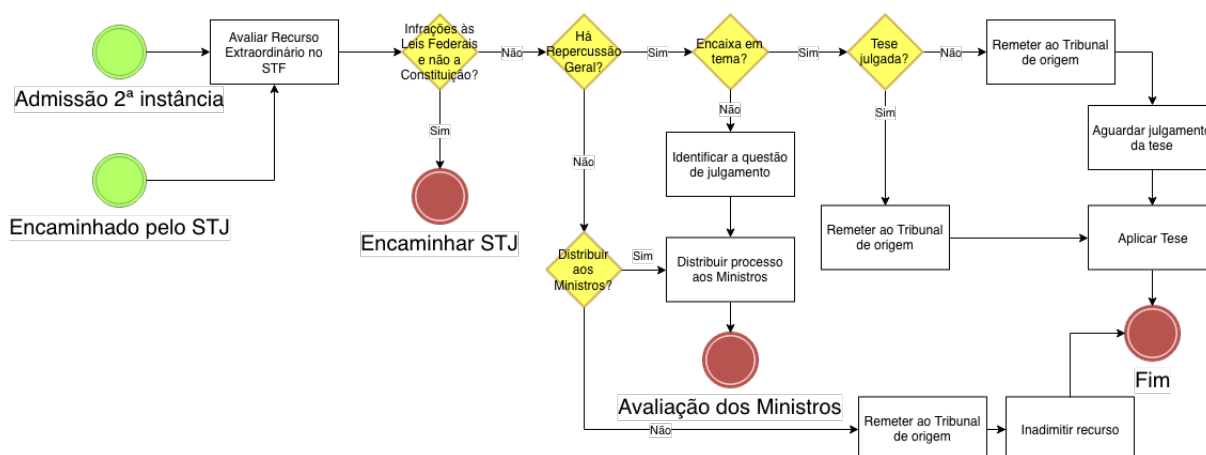 Avaliar Recurso
Extraordinário no
STF
Admissão 2ª instância
Encaminhado pelo STJ
Infrações às
Leis Federais
e não a
Constituição?
Não
Sim
Encaminhar STJ
Há
Repercussão
Geral?
Sim
Não
Encaixa em
tema?
Sim
Não
Tese
julgada?
Não
Sim
Remeter ao Tribunal
de origem
Aguardar julgamento
da tese
Identificar a questão
de julgamento
Remeter ao Tribunal
de origem
Aplicar Tese
Distribuir
aos
Ministros?
Sim
Não
Distribuir processo
aos Ministros
Avaliação dos Ministros
Remeter ao Tribunal
de origem
Inadimitir recurso
Fim